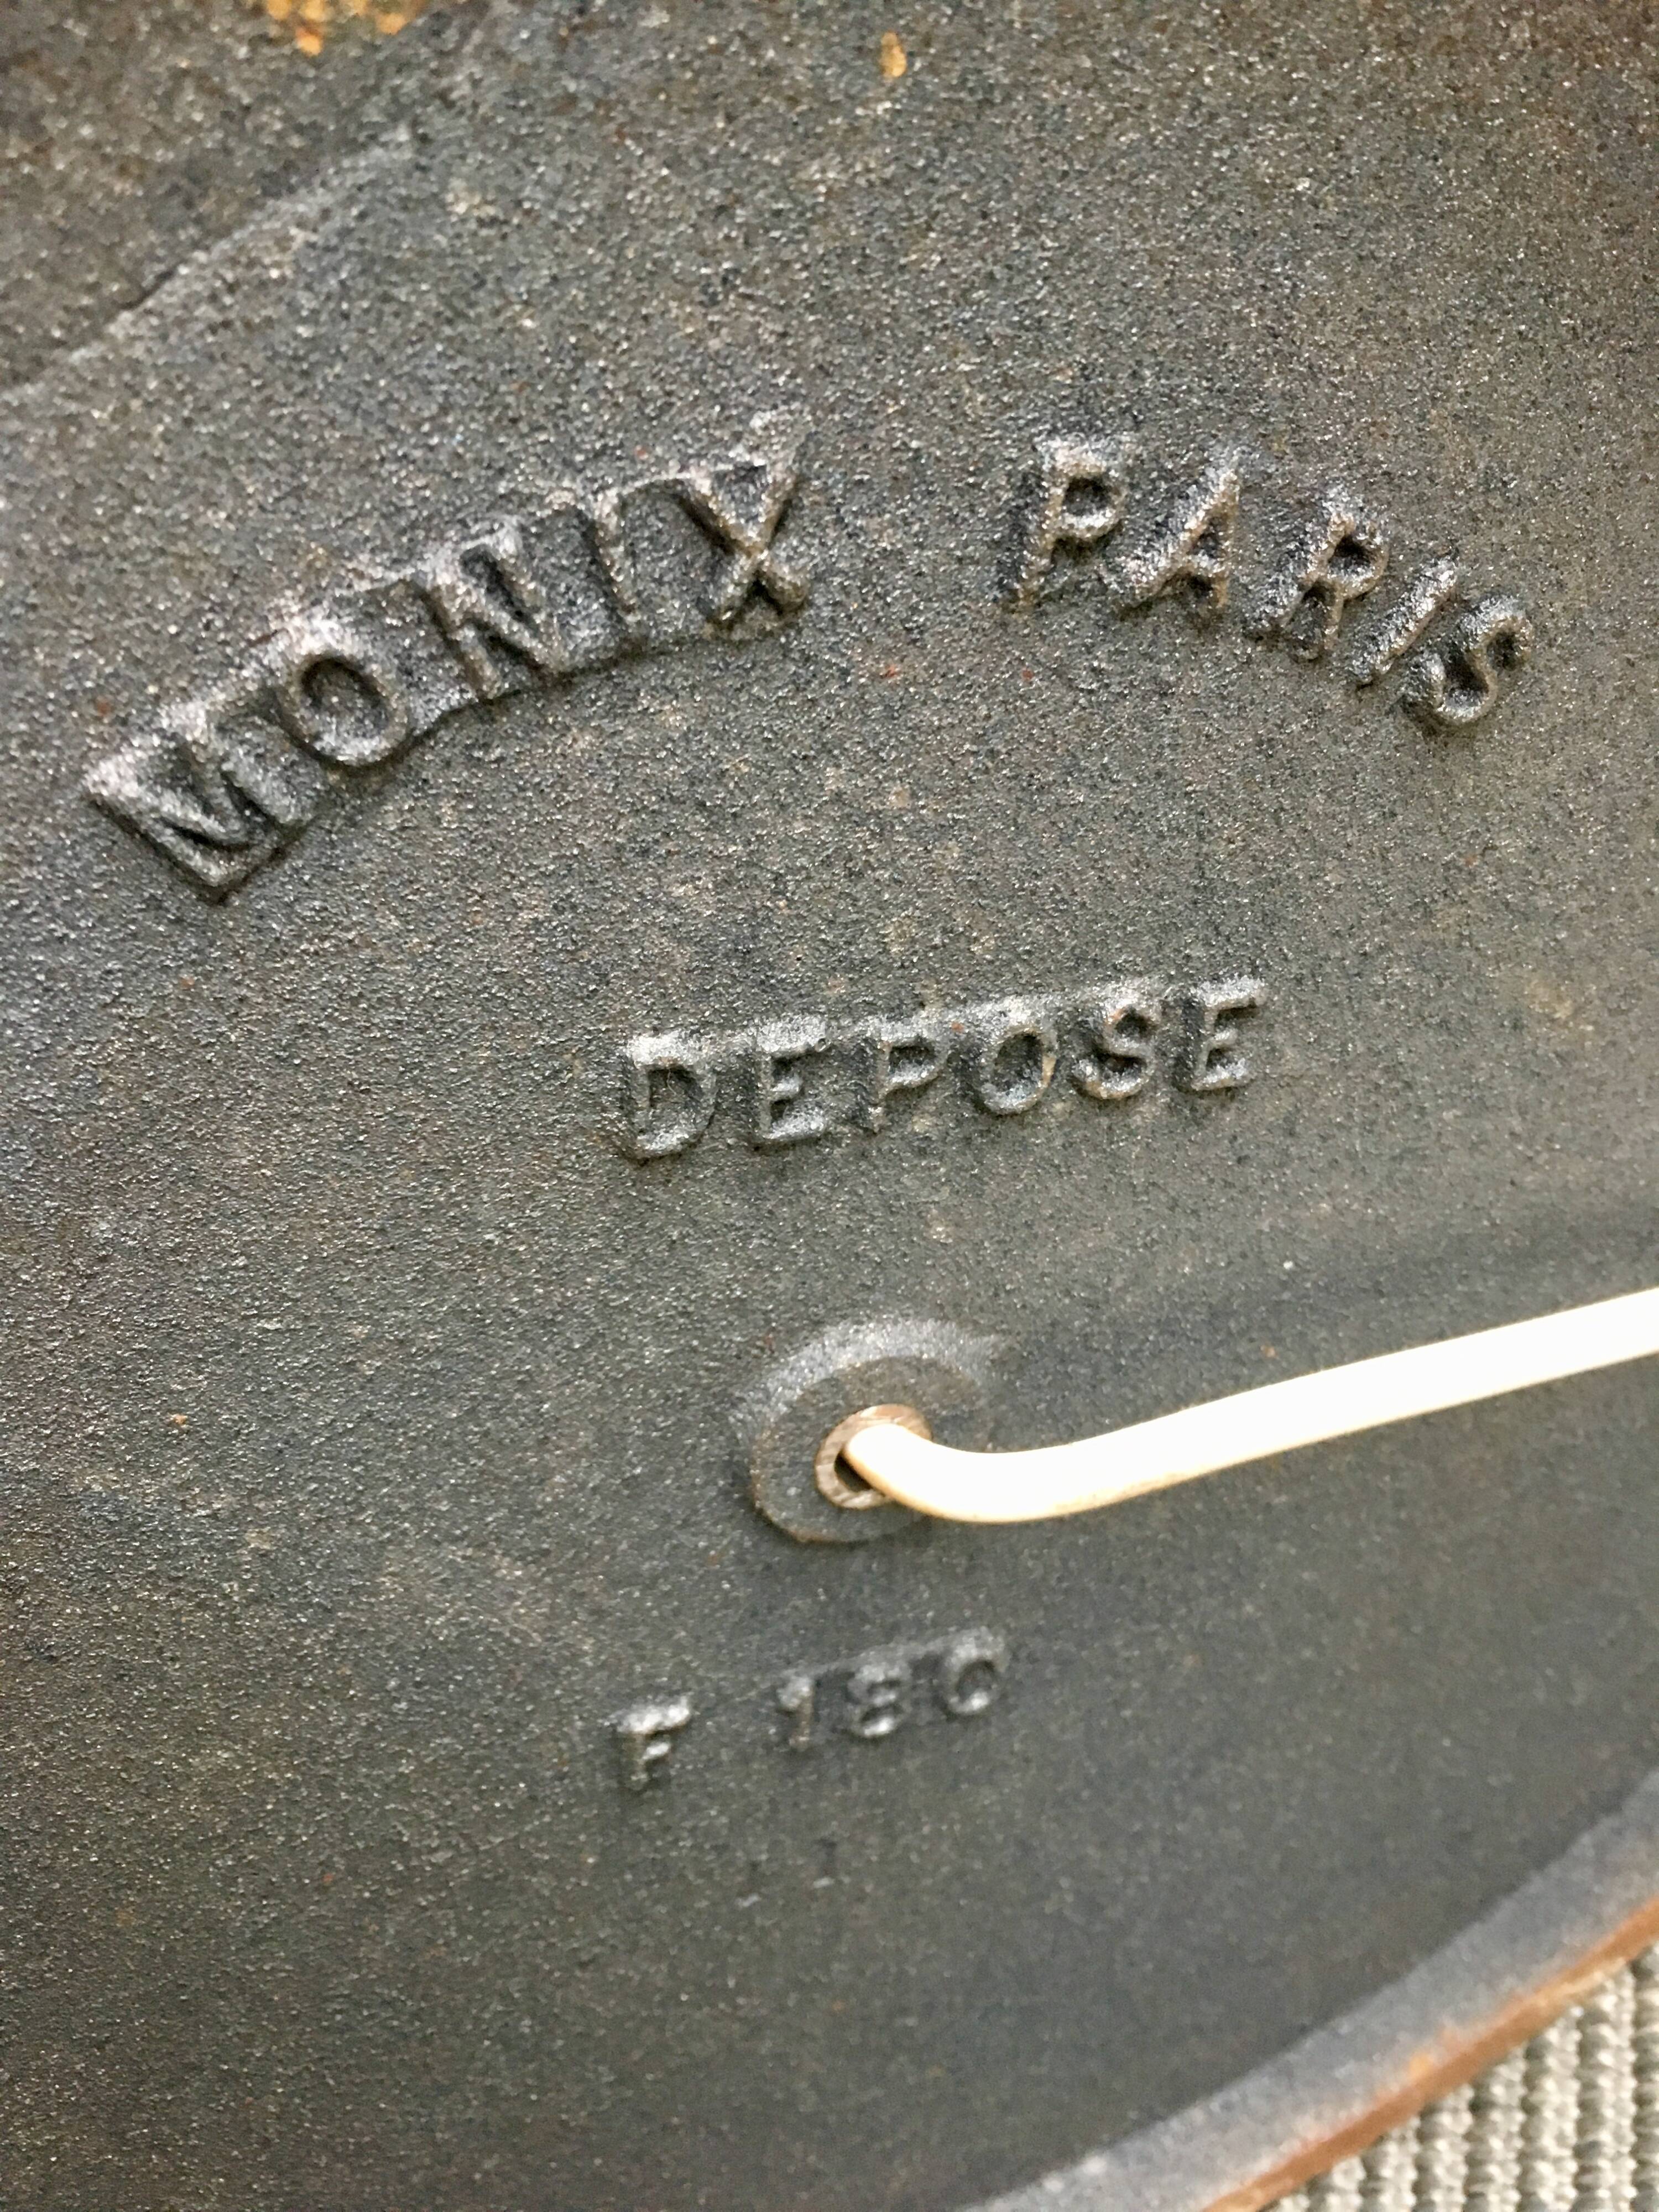 MONIX PARIS
DEPOSE
F 180